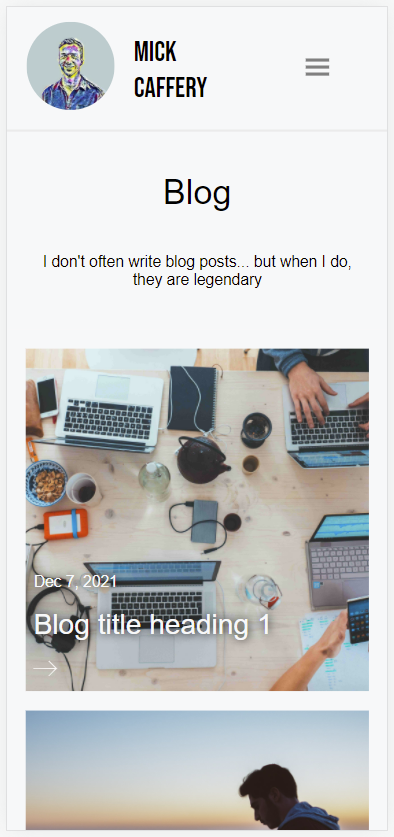 MICK
CAFFERY
Blog
I don't often write blog posts... but when I do,
they are legendary
Dec 7, 2021
Blog title heading 1